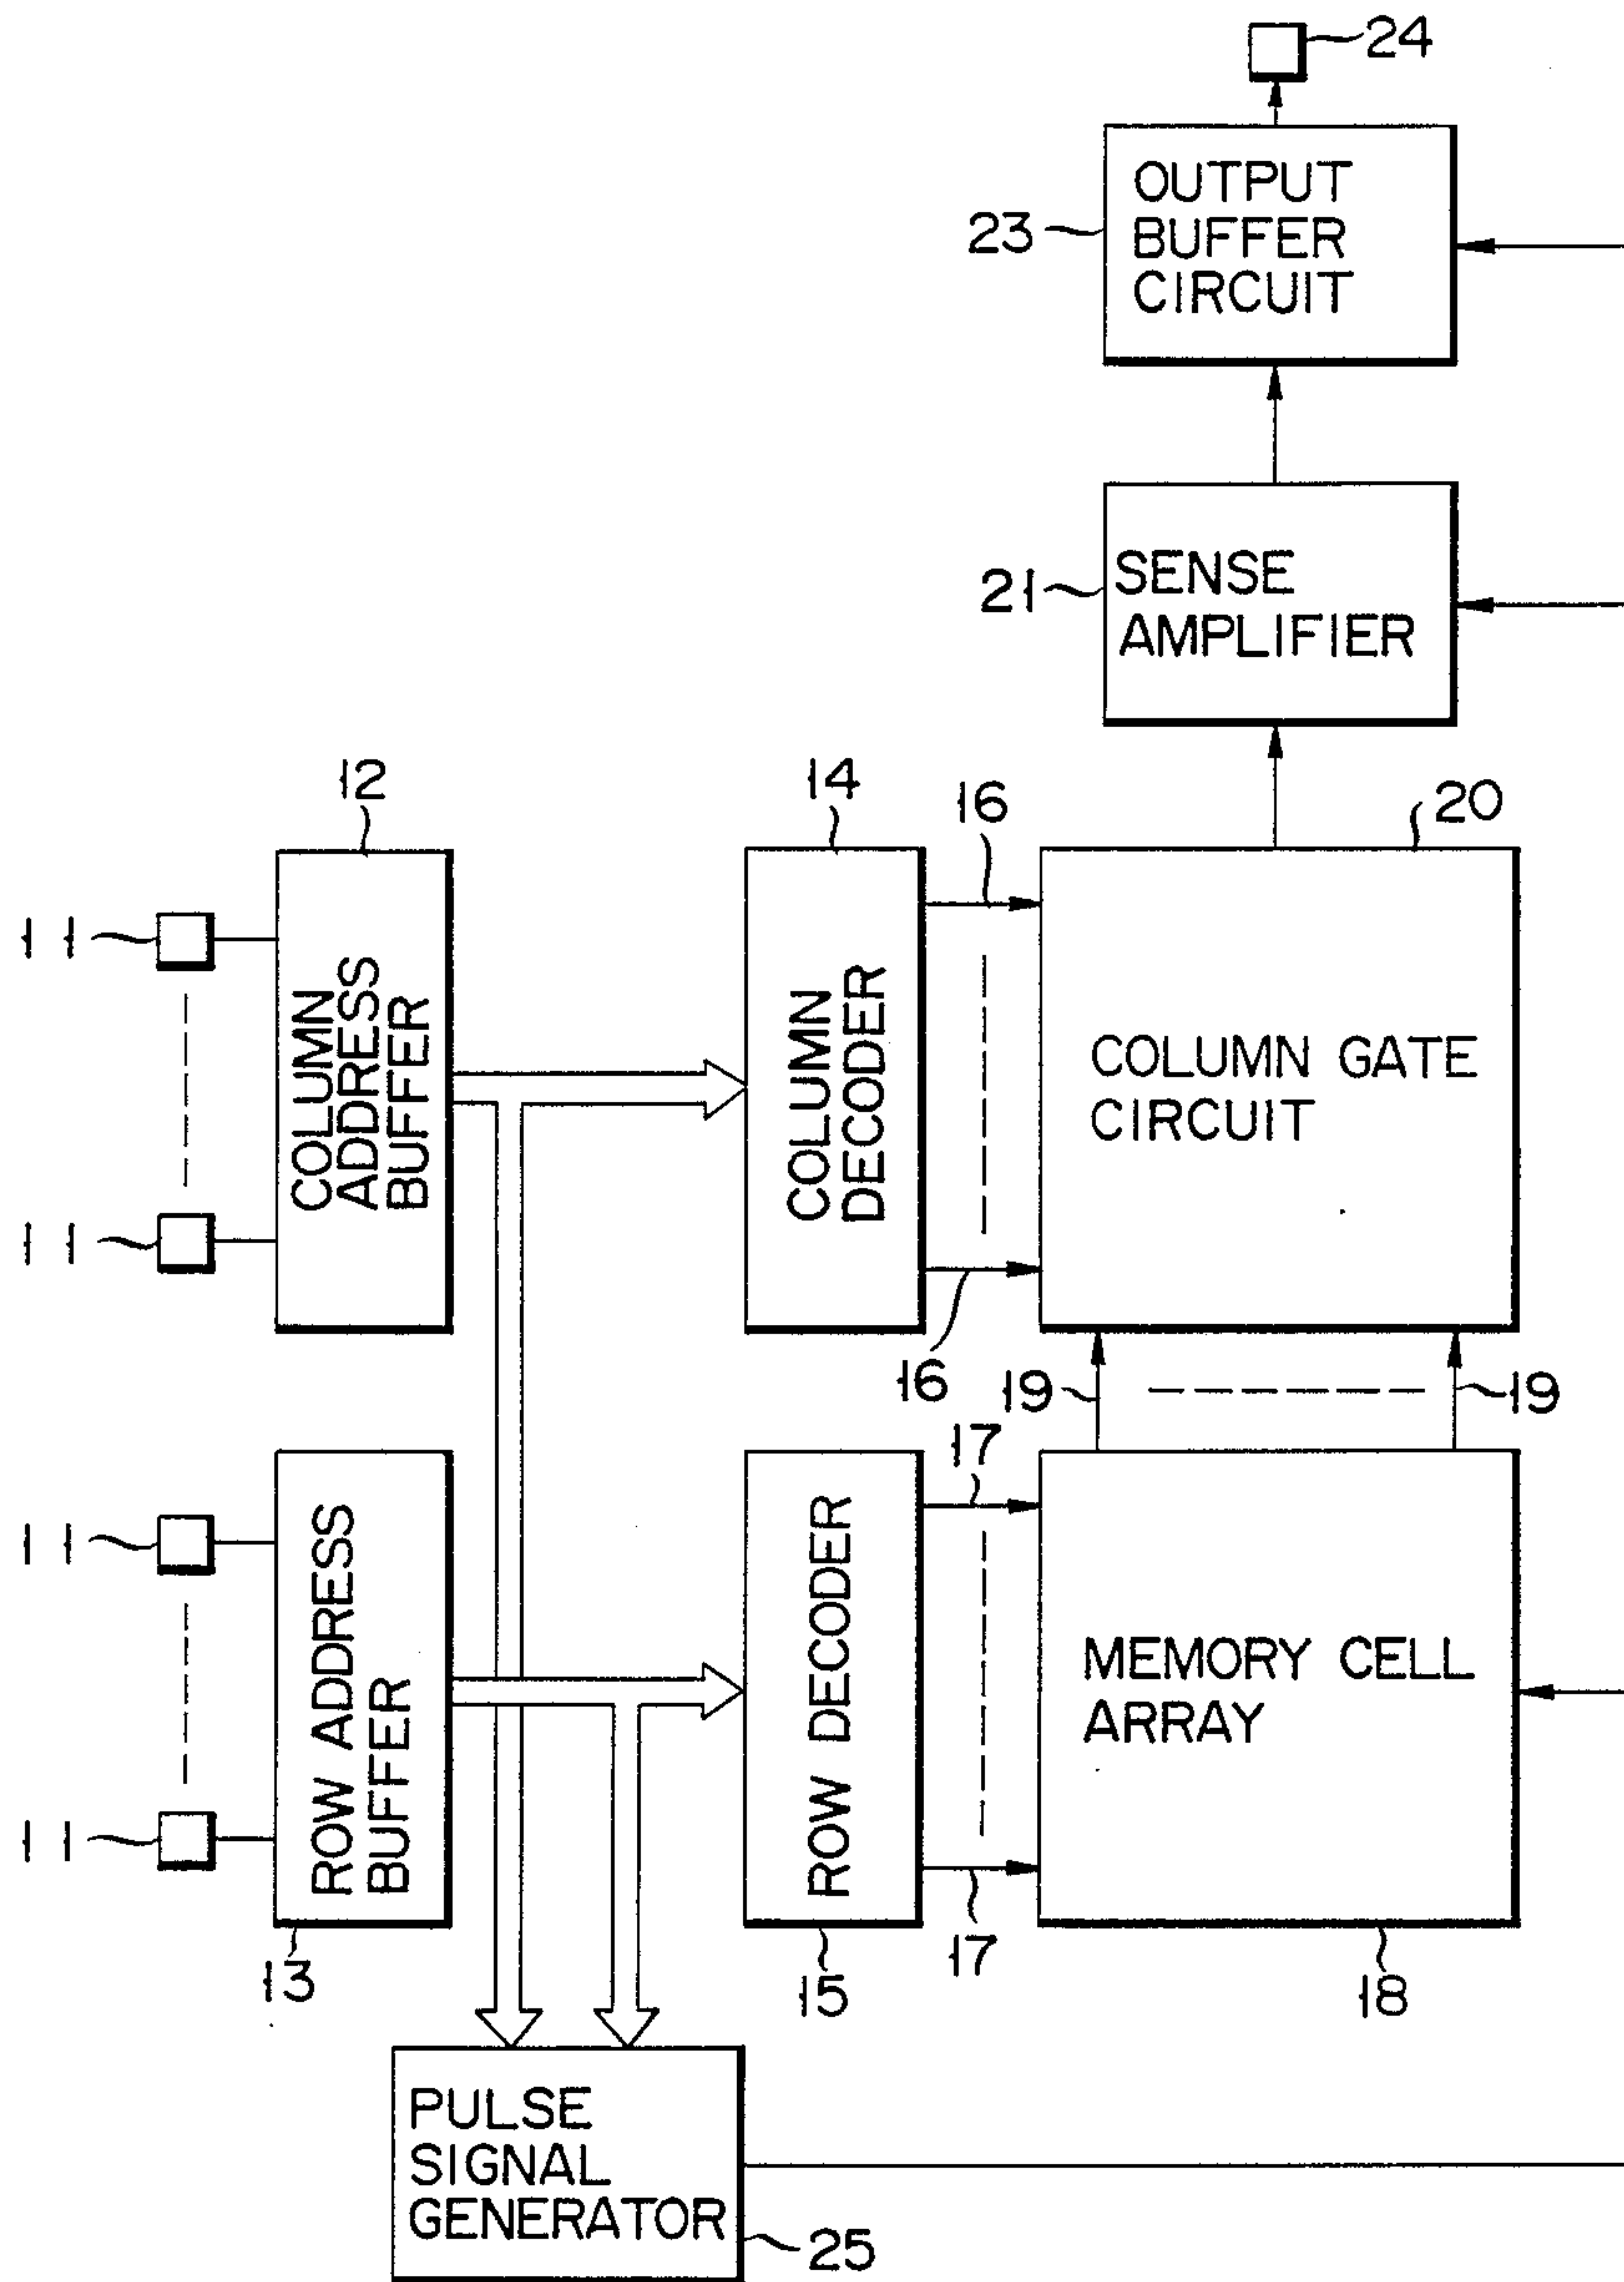 24
OUTPUT
BUFFER
CIRCUIT
23
SENSE
AMPLIFIER
21
12
14
16
20
11
11
COLUMN
ADDRESS
BUFFER
COLUMN
DECODER
COLUMN GATE
CIRCUIT
16
19
19
17
11
11
ROW ADDRESS
BUFFER
ROW DECODER
MEMORY CELL
ARRAY
13
15
17
18
PULSE
SIGNAL
GENERATOR
25